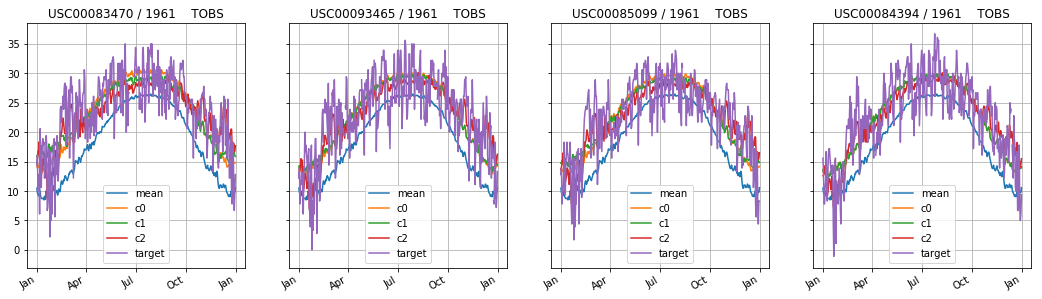 USC00083470 / 1961    TOBS
USC00093465 / 1961    TOBS
USC00085099 / 1961    TOBS
USC00084394 / 1961    TOBS
35
30
25
20
15
10
5
0
mean
c0
c1
c2
target
mean
c0
c1
c2
target
mean
c0
c1
c2
target
mean
c0
c1
c2
target
Jan
Apr
Jul
Oct
Jan
Jan
Apr
Jul
Oct
Jan
Jan
Apr
Jul
Oct
Jan
Jan
Apr
Jul
Oct
Jan